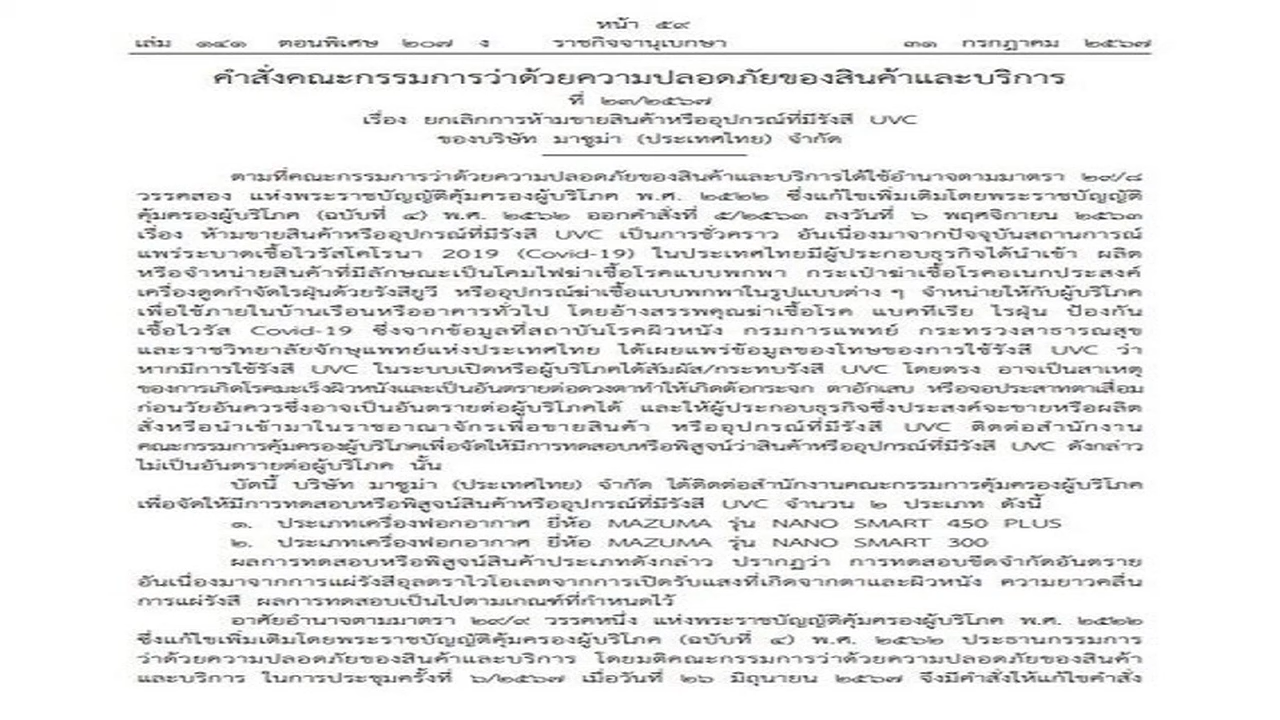 หน้า ๕๙
เล่ม ๑๔๑ ตอนพิเศษ ๒๐๗ ง ราชกิจจานุเบกษา ๓๑ กรกฎาคม ๒๕๖๗
คำสั่งคณะกรรมการว่าด้วยความปลอดภัยของสินค้าและบริการ
ที่ ๒๓/๒๕๖๗
เรื่อง ยกเลิกการห้ามขายสินค้าหรืออุปกรณ์ที่มีรังสี UVC
ของบริษัท มาซูม่า (ประเทศไทย) จำกัด
ตามที่คณะกรรมการว่าด้วยความปลอดภัยของสินค้าและบริการได้ใช้อำนาจตามมาตรา ๒๙/๘
วรรคสอง แห่งพระราชบัญญัติคุ้มครองผู้บริโภค พ.ศ. ๒๕๒๒ ซึ่งแก้ไขเพิ่มเติมโดยพระราชบัญญัติ
คุ้มครองผู้บริโภค (ฉบับที่ ๔) พ.ศ. ๒๕๖๒ ออกคำสั่งที่ ๕/๒๕๖๓ ลงวันที่ ๖ พฤศจิกายน ๒๕๖๓
เรื่อง ห้ามขายสินค้าหรืออุปกรณ์ที่มีรังสี UVC เป็นการชั่วคราว อันเนื่องมาจากปัจจุบันสถานการณ์
แพร่ระบาดเชื้อไวรัสโคโรนา 2019 (Covid-19) ในประเทศไทยมีผู้ประกอบธุรกิจได้นำเข้า ผลิต
หรือจำหน่ายสินค้าที่มีลักษณะเป็นโคมไฟฆ่าเชื้อโรคแบบพกพา กระเป๋าฆ่าเชื้อโรคอเนกประสงค์
เครื่องดูดกำจัดไรฝุ่นด้วยรังสียูวี หรืออุปกรณ์ฆ่าเชื้อแบบพกพาในรูปแบบต่าง ๆ จำหน่ายให้กับผู้บริโภค
เพื่อใช้ภายในบ้านเรือนหรืออาคารทั่วไป โดยอ้างสรรพคุณฆ่าเชื้อโรค แบคทีเรีย ไรฝุ่น ป้องกัน
เชื้อไวรัส Covid-19 ซึ่งจากข้อมูลที่สถาบันโรคผิวหนัง กรมการแพทย์ กระทรวงสาธารณสุข
และราชวิทยาลัยจักษุแพทย์แห่งประเทศไทย ได้เผยแพร่ข้อมูลของโทษของการใช้รังสี UVC ว่า
หากมีการใช้รังสี UVC ในระบบเปิดหรือผู้บริโภคได้สัมผัส/กระทบรังสี UVC โดยตรง อาจเป็นสาเหตุ
ของการเกิดโรคมะเร็งผิวหนังและเป็นอันตรายต่อดวงตาทำให้เกิดต้อกระจก ตาอักเสบ หรือจอประสาทตาเสื่อม
ก่อนวัยอันควรซึ่งอาจเป็นอันตรายต่อผู้บริโภคได้ และให้ผู้ประกอบธุรกิจซึ่งประสงค์จะขายหรือผลิต
สั่งหรือนำเข้ามาในราชอาณาจักรเพื่อขายสินค้า หรืออุปกรณ์ที่มีรังสี UVC ติดต่อสำนักงาน
คณะกรรมการคุ้มครองผู้บริโภคเพื่อจัดให้มีการทดสอบหรือพิสูจน์ว่าสินค้าหรืออุปกรณ์ที่มีรังสี UVC ดังกล่าว
ไม่เป็นอันตรายต่อผู้บริโภค นั้น
บัดนี้ บริษัท มาซูม่า (ประเทศไทย) จำกัด ได้ติดต่อสำนักงานคณะกรรมการคุ้มครองผู้บริโภค
เพื่อจัดให้มีการทดสอบหรือพิสูจน์สินค้าหรืออุปกรณ์ที่มีรังสี UVC จำนวน ๒ ประเภท ดังนี้
๑. ประเภทเครื่องฟอกอากาศ ยี่ห้อ MAZUMA รุ่น NANO SMART 450 PLUS
๒. ประเภทเครื่องฟอกอากาศ ยี่ห้อ MAZUMA รุ่น NANO SMART 300
ผลการทดสอบหรือพิสูจน์สินค้าประเภทดังกล่าว ปรากฏว่า การทดสอบขีดจำกัดอันตราย
อันเนื่องมาจากการแผ่รังสีอุลตราไวโอเลตจากการเปิดรับแสงที่เกิดจากตาและผิวหนัง ความยาวคลื่น
การแผ่รังสี ผลการทดสอบเป็นไปตามเกณฑ์ที่กำหนดไว้
อาศัยอำนาจตามมาตรา ๒๙/๙ วรรคหนึ่ง แห่งพระราชบัญญัติคุ้มครองผู้บริโภค พ.ศ. ๒๕๒๒
ซึ่งแก้ไขเพิ่มเติมโดยพระราชบัญญัติคุ้มครองผู้บริโภค (ฉบับที่ ๔) พ.ศ. ๒๕๖๒ ประธานกรรมการ
ว่าด้วยความปลอดภัยของสินค้าและบริการ โดยมติคณะกรรมการว่าด้วยความปลอดภัยของสินค้า
และบริการ ในการประชุมครั้งที่ ๖/๒๕๖๗ เมื่อวันที่ ๒๖ มิถุนายน ๒๕๖๗ จึงมีคำสั่งให้แก้ไขคำสั่ง